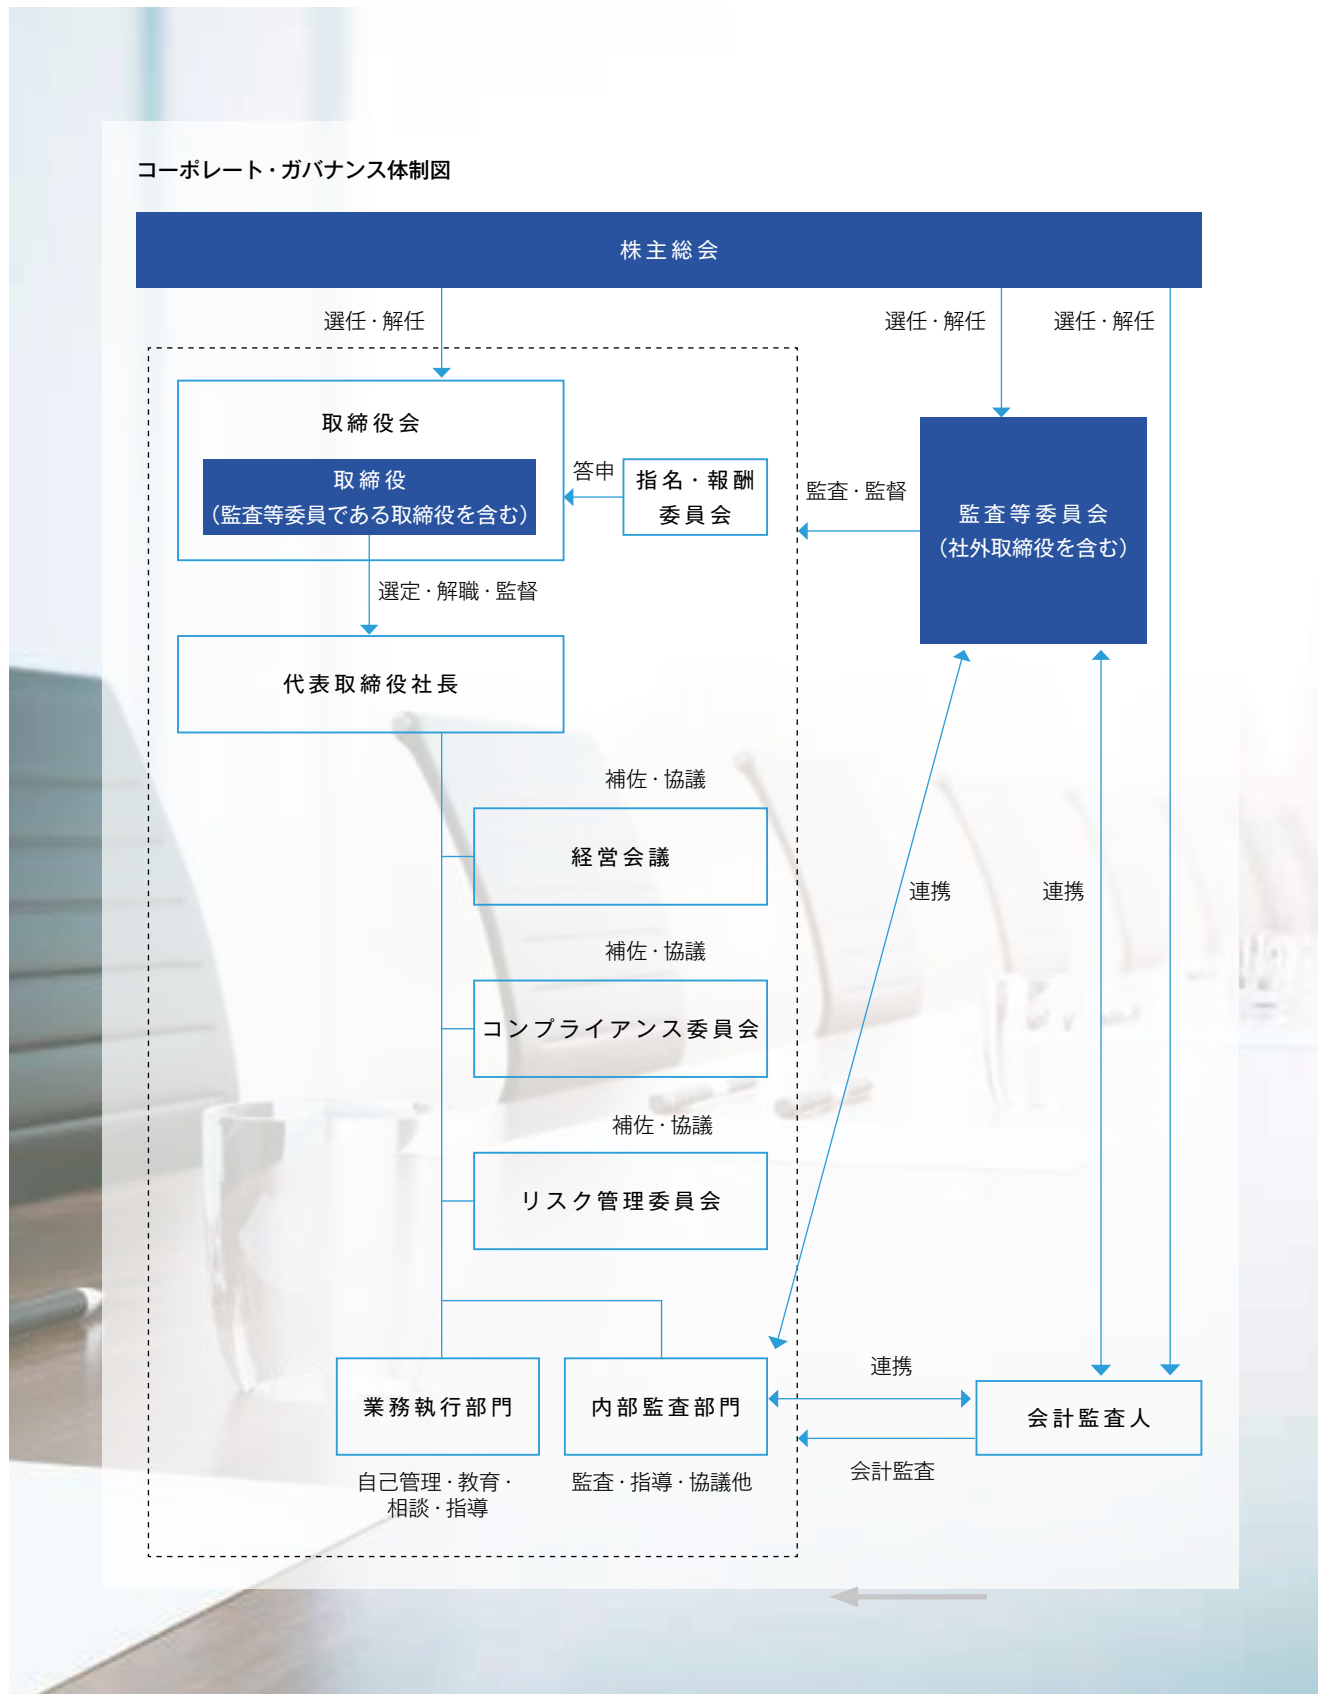 コーポレート・ガバナンス体制図
株主総会
選任・解任
選任・解任
選任・解任
取締役会
取締役
(監査等委員である取締役を含む)
答申
指名・報酬
委員会
監査・監督
監査等委員会
(社外取締役を含む)
選定・解職・監督
代表取締役社長
補佐・協議
経営会議
連携
連携
補佐・協議
コンプライアンス委員会
補佐・協議
リスク管理委員会
業務執行部門
内部監査部門
連携
会計監査人
会計監査
自己管理・教育・
相談・指導
監査・指導・協議他